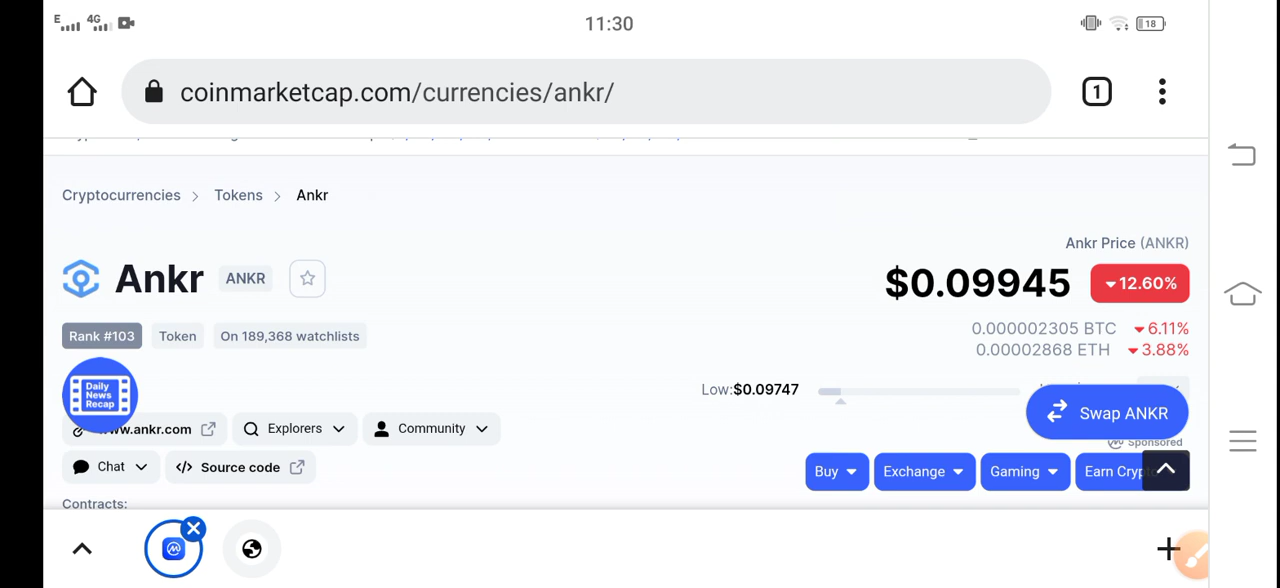 E 4G 11:30 18
coinmarketcap.com/currencies/ankr/ 1
Cryptocurrencies > Tokens > Ankr
Ankr Price (ANKR)
Ankr ANKR $0.09945 12.60%
Rank #103 Token On 189,368 watchlists 0.000002305 BTC 6.11%
0.00002868 ETH 3.88%
Daily
News
Recap
Low:$0.09747
Swap ANKR
www.ankr.com Explorers Community
Sponsored
Chat Source code Buy Exchange Gaming Earn
Contracts: